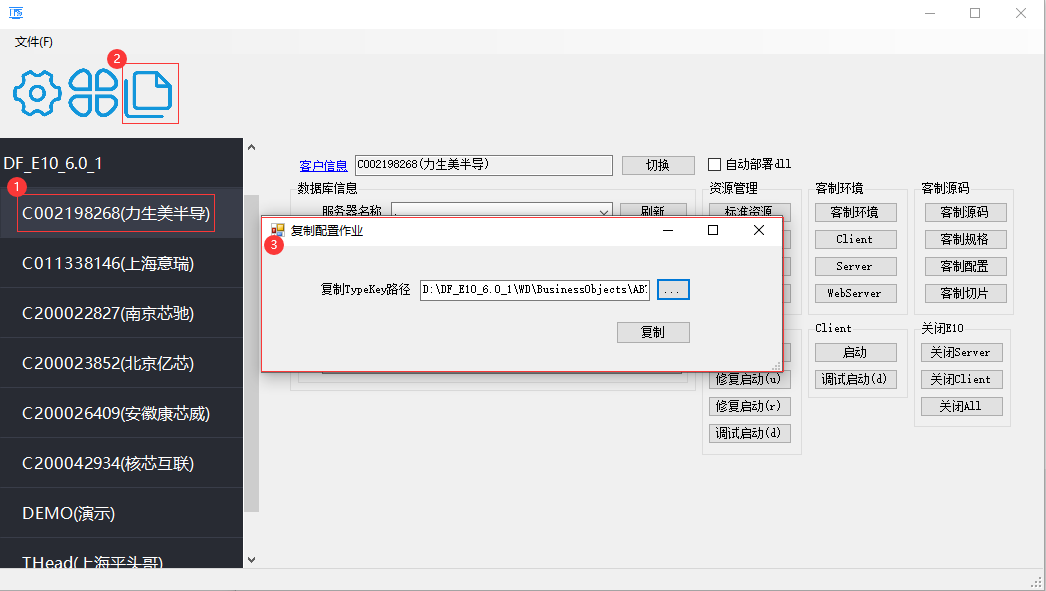 文件(F)
2
DF_E10_6.0_1
1
C002198268(力生美半导)
C011338146(上海意瑞)
C200022827(南京芯驰)
C200023852(北京亿芯)
C200026409(安徽康芯威)
C200042934(核芯互联)
DEMO(演示)
THead(上海平头哥)
客户信息
C002198268(力生美半导)
切换
自动部署dll
数据库信息
服务器名称
.
刷新
资源管理
标准资源
客制环境
客制环境
Client
Server
WebServer
客制源码
客制源码
客制规格
客制配置
客制切片
3
复制配置作业
复制TypeKey路径
D:\DF_E10_6.0_1\WD\BusinessObjects\AB
...
复制
修复启动(u)
修复启动(r)
调试启动(d)
Client
启动
调试启动(d)
关闭E10
关闭Server
关闭Client
关闭All